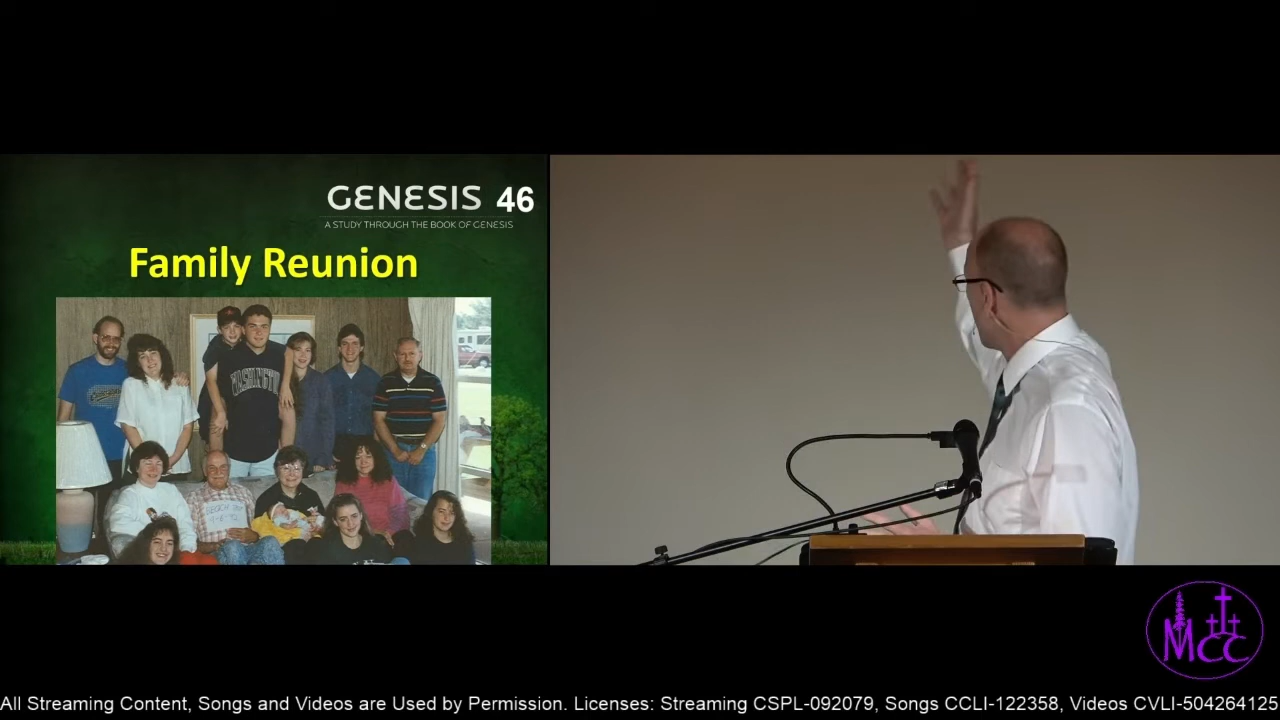 GENESIS 46
A STUDY THROUGH THE BOOK OF GENESIS
Family Reunion
WASHINGTON
MCC
All Streaming Content, Songs and Videos are Used by Permission. Licenses: Streaming CSPL-092079, Songs CCLI-122358, Videos CVLI-504264125